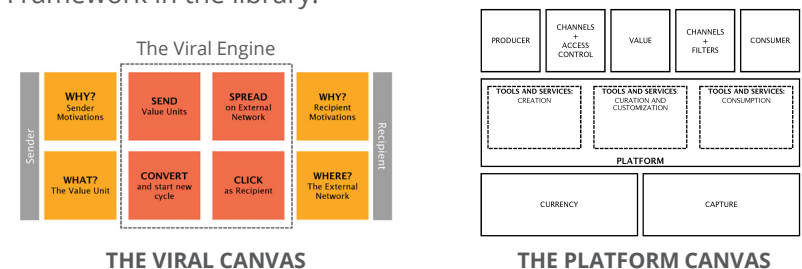 Framework in the library.
The Viral Engine
Sender
WHY?
Sender
Motivations
SEND
Value Units
SPREAD
on External
Network
WHY?
Recipient
Motivations
Recipient
WHAT?
The Value Unit
CONVERT
and start new
cycle
CLICK
as Recipient
WHERE?
The External
Network
THE VIRAL CANVAS
PRODUCER
CHANNELS
+
ACCESS
CONTROL
VALUE
CHANNELS
+
FILTERS
CONSUMER
TOOLS AND SERVICES:
CREATION
TOOLS AND SERVICES:
CURATION AND
CUSTOMIZATION
TOOLS AND SERVICES:
CONSUMPTION
PLATFORM
CURRENCY
CAPTURE
THE PLATFORM CANVAS